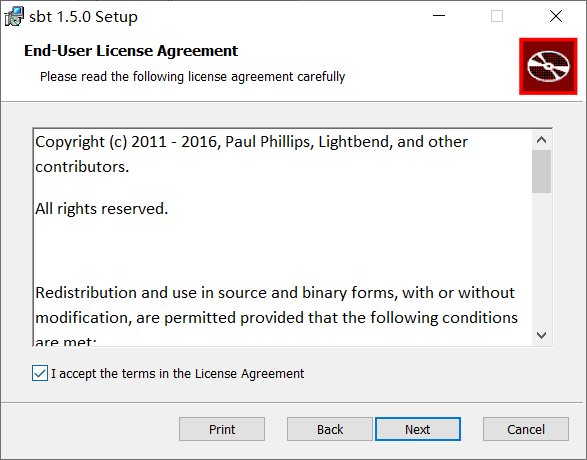 sbt 1.5.0 Setup
End-User License Agreement
Please read the following license agreement carefully
Copyright (c) 2011 - 2016, Paul Phillips, Lightbend, and other
contributors.
All rights reserved.
Redistribution and use in source and binary forms, with or without
modification, are permitted provided that the following conditions
are met:
I accept the terms in the License Agreement
Print
Back
Next
Cancel